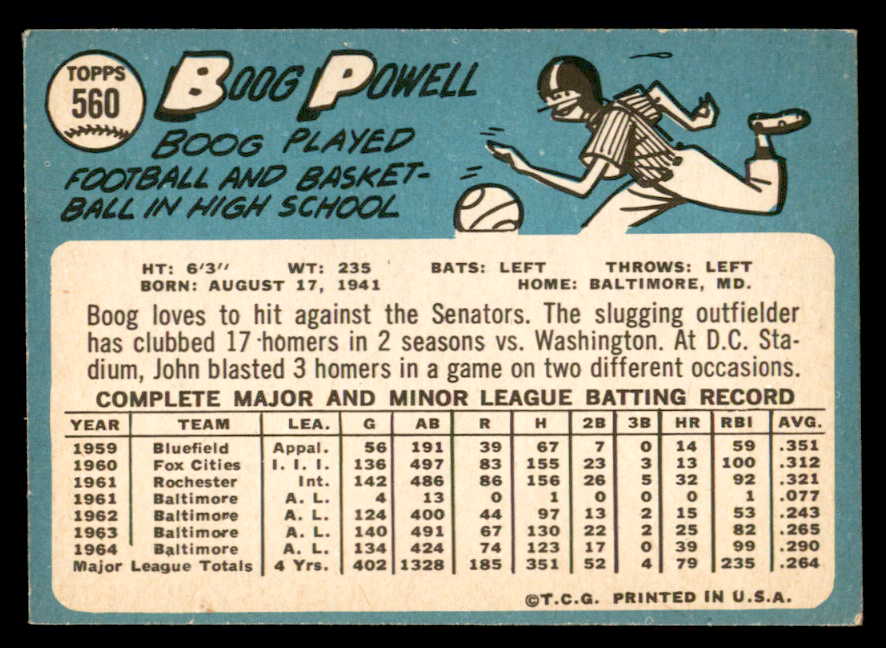 TOPPS
560
BOOG POWELL
BOOG PLAYED
FOOTBALL AND BASKET-
BALL IN HIGH SCHOOL
HT: 6'3" WT: 235 BATS: LEFT THROWS: LEFT
BORN: AUGUST 17, 1941 HOME: BALTIMORE, MD.
Boog loves to hit against the Senators. The slugging outfielder
has clubbed 17 homers in 2 seasons vs. Washington. At D.C. Sta-
dium, John blasted 3 homers in a game on two different occasions.
COMPLETE MAJOR AND MINOR LEAGUE BATTING RECORD
YEAR TEAM LEA. G AB R H 2B 3B HR RBI AVG.
1959 Bluefield Appal. 56 191 39 67 7 0 14 59 .351
1960 Fox Cities I. I. I. 136 497 83 155 23 3 13 100 .312
1961 Rochester Int. 142 486 86 156 26 5 32 92 .321
1961 Baltimore A. L. 4 13 0 1 0 0 0 1 .077
1962 Baltimore A. L. 124 400 44 97 13 2 15 53 .243
1963 Baltimore A. L. 140 491 67 130 22 2 25 82 .265
1964 Baltimore A. L. 134 424 74 123 17 0 39 99 .290
Major League Totals 4 Yrs. 402 1328 185 351 52 4 79 235 .264
©T.C.G. PRINTED IN U.S.A.